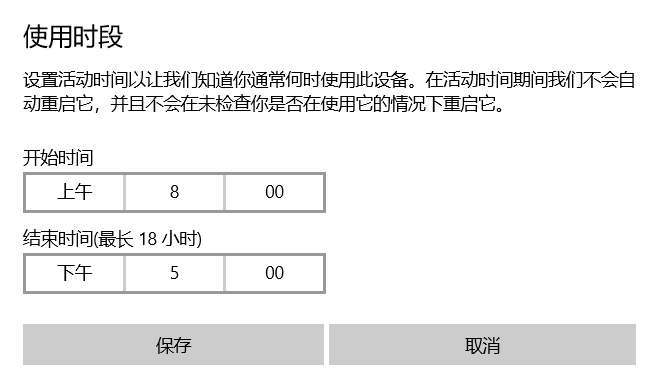 使用时段
设置活动时间以让我们知道你通常何时使用此设备。在活动时间期间我们不会自
动重启它，并且不会在未检查你是否在使用它的情况下重启它。
开始时间
上午 8 00
结束时间(最长 18 小时)
下午 5 00
保存 取消